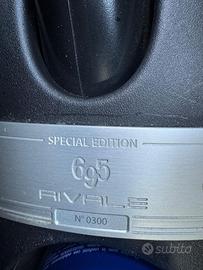 SPECIAL EDITION
695
RIVALE
N° 0300
subito